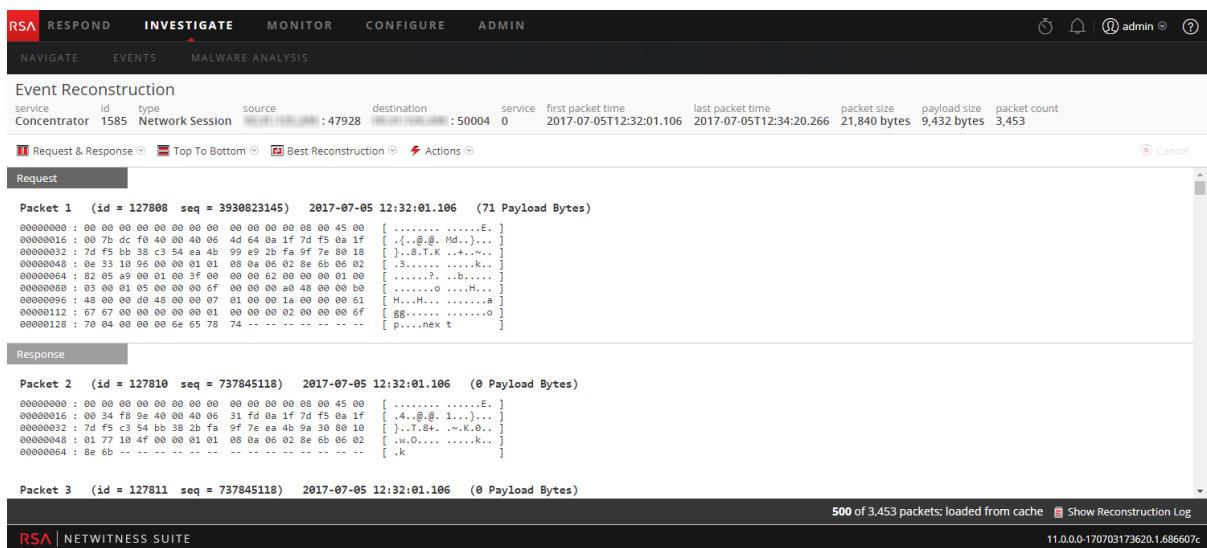 RSA RESPOND INVESTIGATE MONITOR CONFIGURE ADMIN admin ?
NAVIGATE EVENTS MALWARE ANALYSIS
Event Reconstruction
service id type source destination service first packet time last packet time packet size payload size packet count
Concentrator 1585 Network Session : 47928 : 50004 0 2017-07-05T12:32:01.106 2017-07-05T12:34:20.266 21,840 bytes 9,432 bytes 3,453
Request & Response Top To Bottom Best Reconstruction Actions Cancel
Request
Packet 1 (id = 127808 seq = 3930823145) 2017-07-05 12:32:01.106 (71 Payload Bytes)
00000000 : 00 00 00 00 00 00 00 00 00 00 00 00 08 00 45 00 [ ........ ......E. ]
00000016 : 00 7b dc f0 40 00 40 06 4d 64 0a 1f 7d f5 0a 1f [ .{..@.@. Md..}... ]
00000032 : 7d f5 bb 38 c3 54 ea 4b 99 e9 2b fa 9f 7e 80 18 [ }..8.T.K ..+..~.. ]
00000048 : 0e 33 10 96 00 00 01 01 08 0a 06 02 8e 6b 06 02 [ .3...... .....k.. ]
00000064 : 82 05 a9 00 01 00 3f 00 00 00 62 00 00 00 01 00 [ ......?. ..b..... ]
00000080 : 03 00 01 05 00 00 00 6f 00 00 00 a0 48 00 00 b0 [ .......o ....H... ]
00000096 : 48 00 00 d0 48 00 00 07 01 00 00 1a 00 00 00 61 [ H...H... .......a ]
00000112 : 67 67 00 00 00 00 00 01 00 00 00 02 00 00 00 6f [ gg...... .......o ]
00000128 : 70 04 00 00 00 6e 65 78 74 -- -- -- -- -- -- -- [ p....nex t ]
Response
Packet 2 (id = 127810 seq = 737845118) 2017-07-05 12:32:01.106 (0 Payload Bytes)
00000000 : 00 00 00 00 00 00 00 00 00 00 00 00 08 00 45 00 [ ........ ......E. ]
00000016 : 00 34 f8 9e 40 00 40 06 31 fd 0a 1f 7d f5 0a 1f [ .4..@.@. 1...}... ]
00000032 : 7d f5 c3 54 bb 38 2b fa 9f 7e ea 4b 9a 30 80 10 [ }..T.8+. .~.K.0.. ]
00000048 : 01 77 10 4f 00 00 01 01 08 0a 06 02 8e 6b 06 02 [ .w.O.... .....k.. ]
00000064 : 8e 6b -- -- -- -- -- -- -- -- -- -- -- -- -- -- [ .k ]
Packet 3 (id = 127811 seq = 737845118) 2017-07-05 12:32:01.106 (0 Payload Bytes)
500 of 3,453 packets; loaded from cache Show Reconstruction Log
RSA | NETWITNESS SUITE 11.0.0.0-170703173620.1.686607c